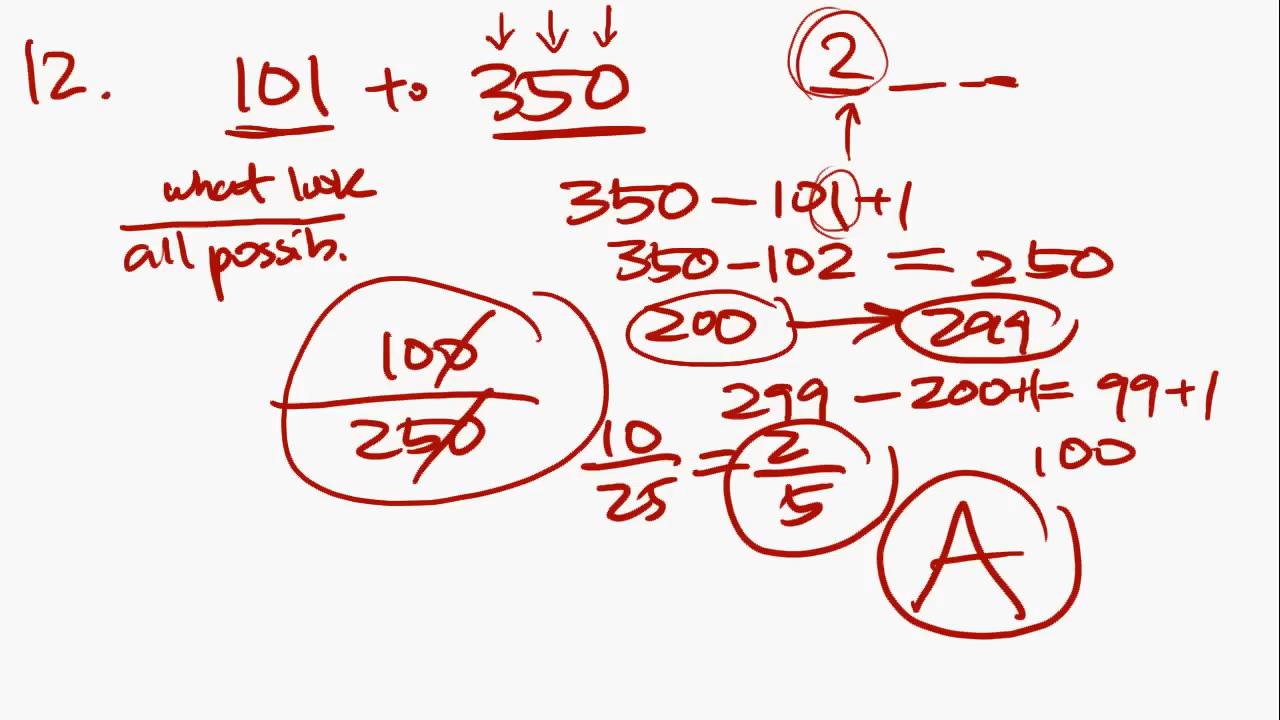 12. 101 to 350 2 _ _
what look
all possib.
350 - 101 + 1
350 - 102 = 250
200 → 299
299 - 200 + 1 = 99 + 1
100
100
250
10
25
=
2
5
A